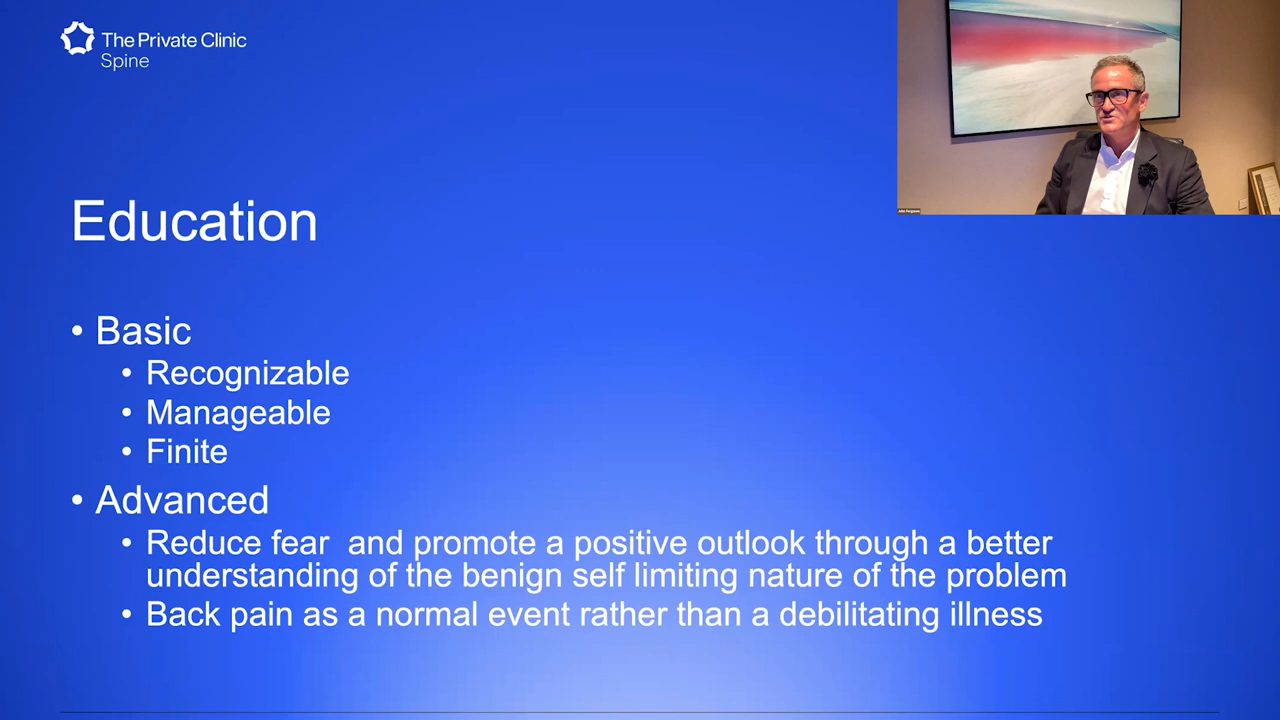 The Private Clinic
Spine
Education
• Basic
• Recognizable
• Manageable
• Finite
• Advanced
• Reduce fear  and promote a positive outlook through a better
understanding of the benign self limiting nature of the problem
• Back pain as a normal event rather than a debilitating illness